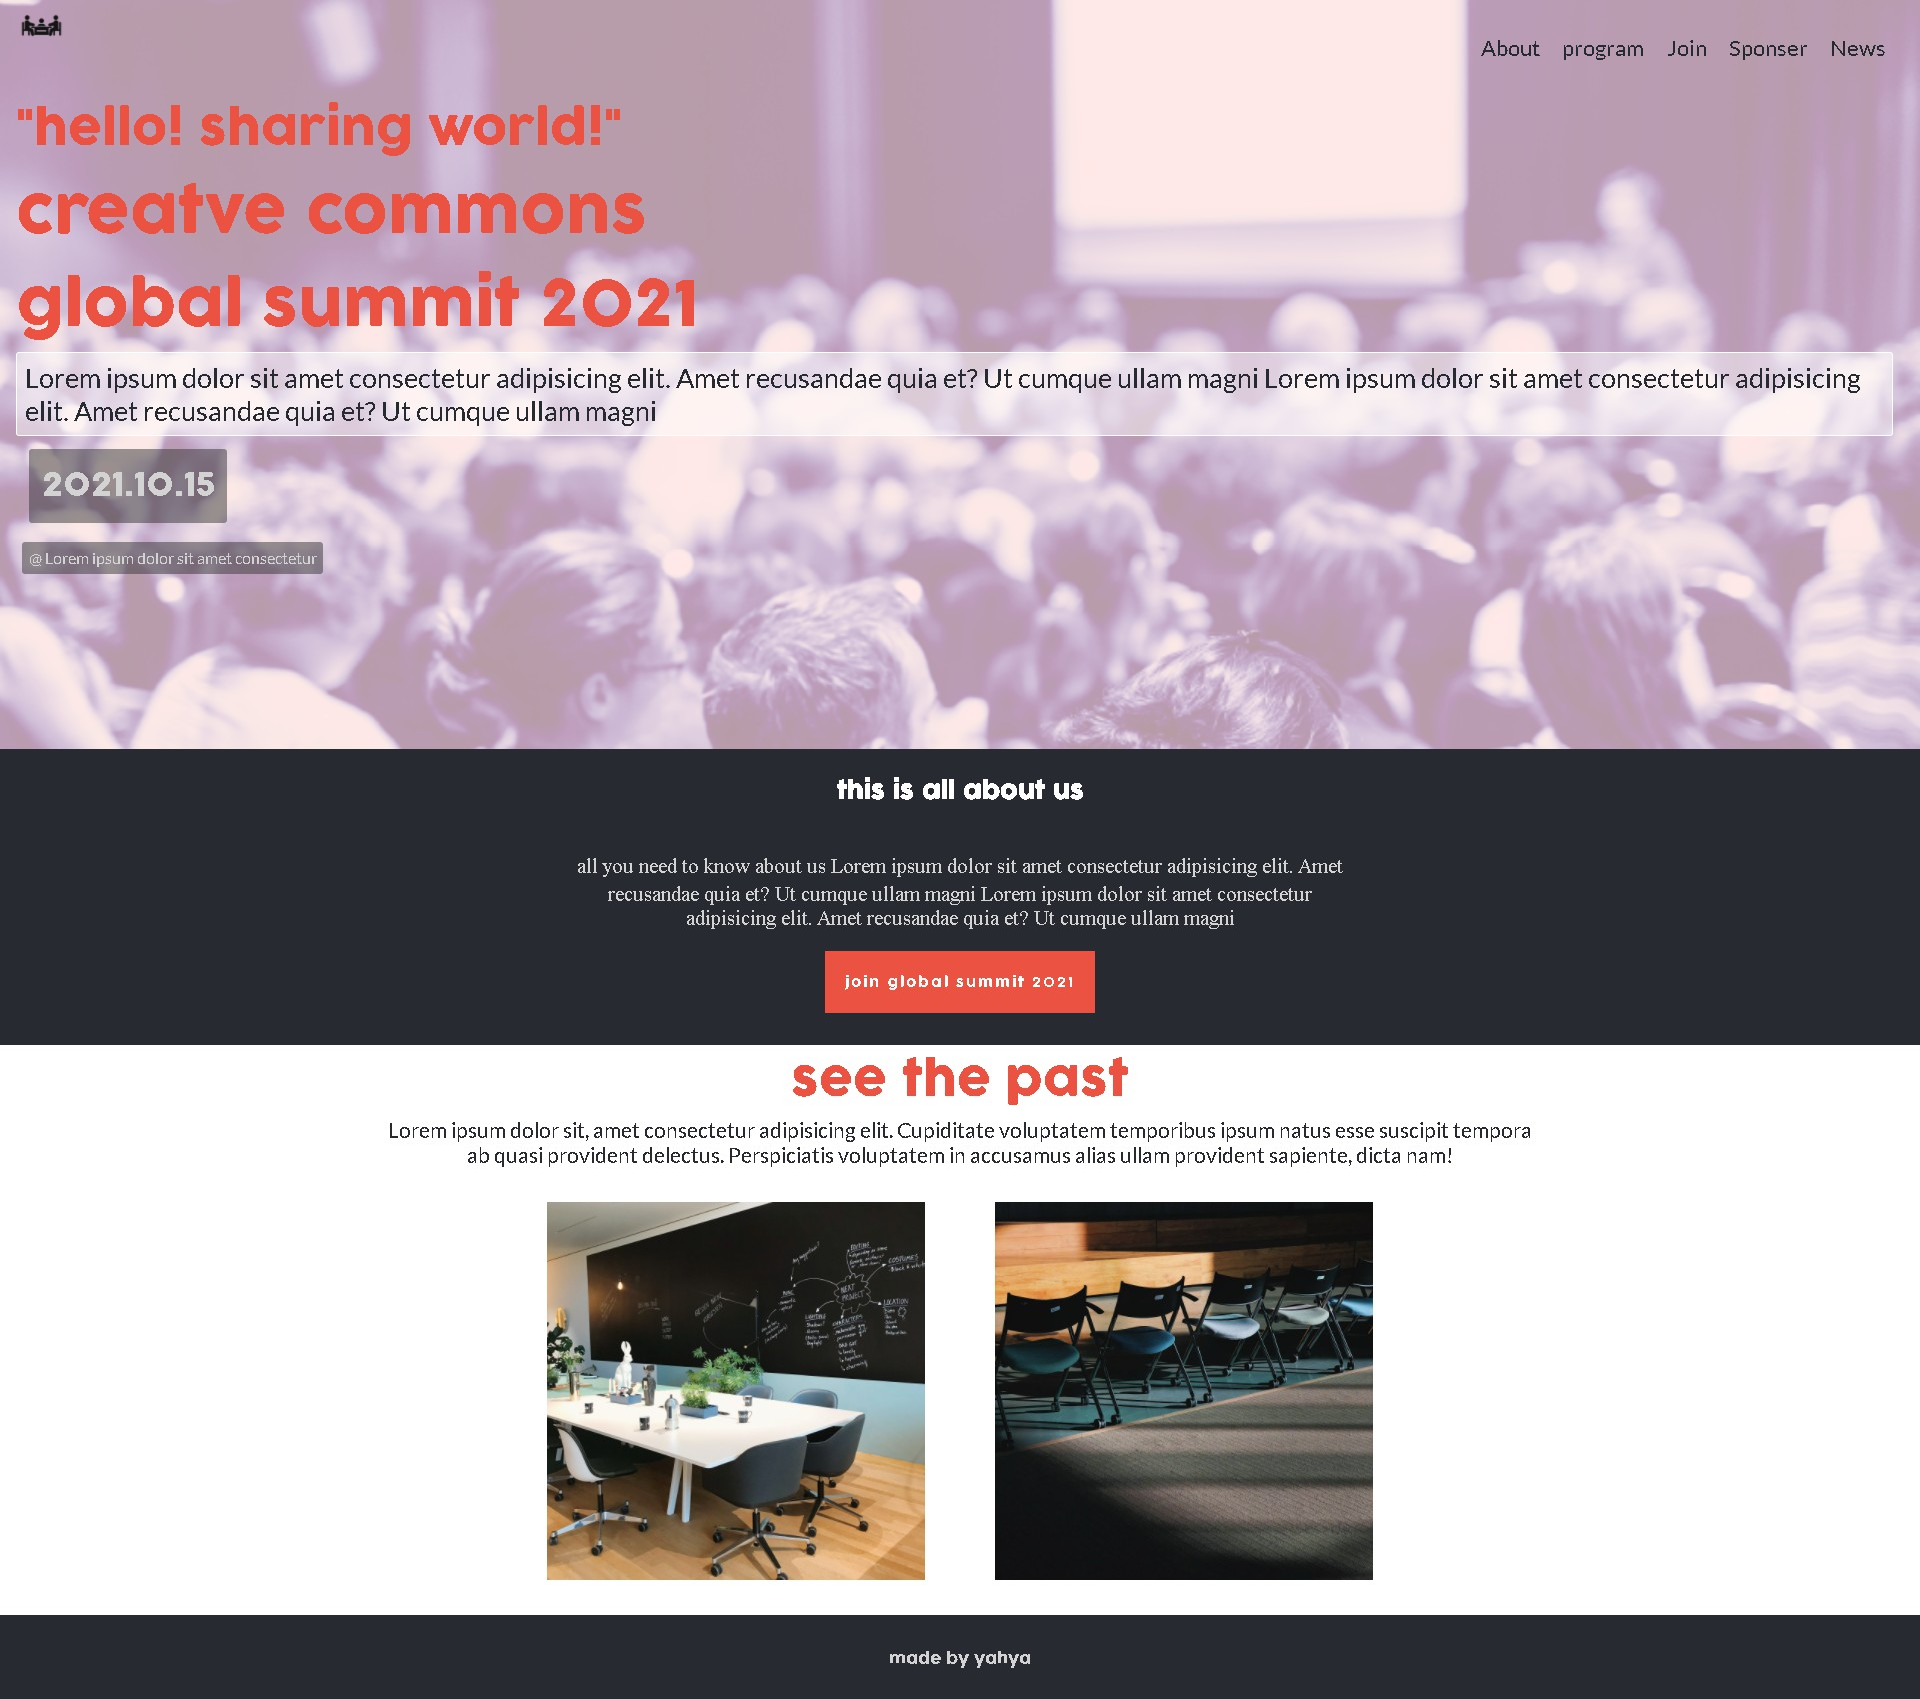 About program Join Sponser News
"hello! sharing world!"
creatve commons
global summit 2021
Lorem ipsum dolor sit amet consectetur adipisicing elit. Amet recusandae quia et? Ut cumque ullam magni Lorem ipsum dolor sit amet consectetur adipisicing
elit. Amet recusandae quia et? Ut cumque ullam magni
2021.10.15
@ Lorem ipsum dolor sit amet consectetur
this is all about us
all you need to know about us Lorem ipsum dolor sit amet consectetur adipisicing elit. Amet
recusandae quia et? Ut cumque ullam magni Lorem ipsum dolor sit amet consectetur
adipisicing elit. Amet recusandae quia et? Ut cumque ullam magni
join global summit 2021
see the past
Lorem ipsum dolor sit, amet consectetur adipisicing elit. Cupiditate voluptatem temporibus ipsum natus esse suscipit tempora
ab quasi provident delectus. Perspiciatis voluptatem in accusamus alias ullam provident sapiente, dicta nam!
COSTUMES
NEXT
PROJECT
LOCATION
LIGHTING
CHARACTERS
made by yahya